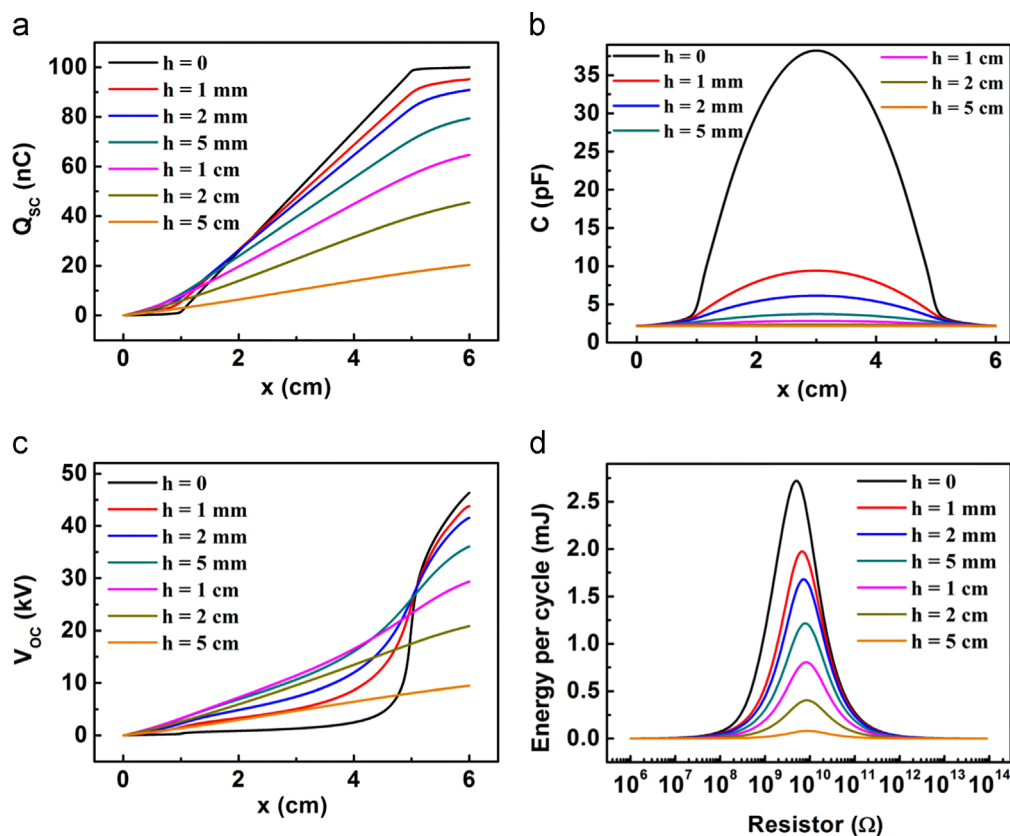 a
Q_SC (nC)
100
80
60
40
20
0
h = 0
h = 1 mm
h = 2 mm
h = 5 mm
h = 1 cm
h = 2 cm
h = 5 cm
0 2 4 6
x (cm)
b
C (pF)
35
30
25
20
15
10
5
0
h = 0
h = 1 mm
h = 2 mm
h = 5 mm
h = 1 cm
h = 2 cm
h = 5 cm
0 2 4 6
x (cm)
c
V_OC (kV)
50
40
30
20
10
0
h = 0
h = 1 mm
h = 2 mm
h = 5 mm
h = 1 cm
h = 2 cm
h = 5 cm
0 2 4 6
x (cm)
d
Energy per cycle (mJ)
2.5
2.0
1.5
1.0
0.5
0.0
h = 0
h = 1 mm
h = 2 mm
h = 5 mm
h = 1 cm
h = 2 cm
h = 5 cm
10^6 10^7 10^8 10^9 10^10 10^11 10^12 10^13 10^14
Resistor (Ω)